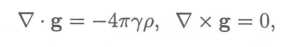 ∇ · g = −4πγρ, ∇ × g = 0,